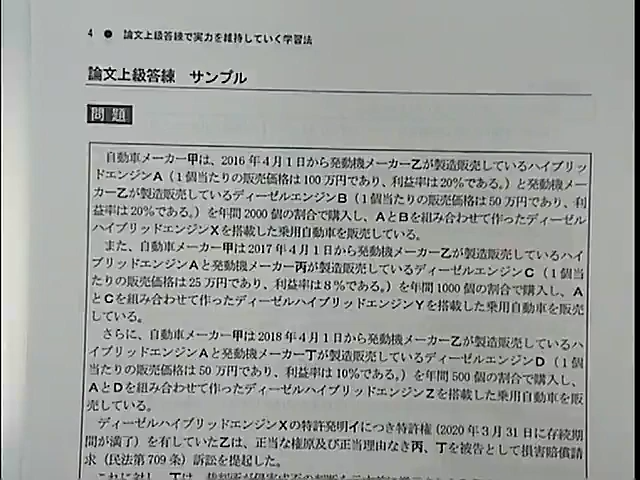 4 ● 論文上級答練で実力を維持していく学習法
論文上級答練 サンプル
問題
自動車メーカー甲は、2016年4月1日から発動機メーカー乙が製造販売しているハイブリッ
ドエンジンA(1個当たりの販売価格は100万円であり、利益率は20%である。)と発動機メー
カー乙が製造販売しているディーゼルエンジンB(1個当たりの販売価格は50万円であり、利
益率は20%である。)を年間2000個の割合で購入し、AとBを組み合わせて作ったディーゼル
ハイブリッドエンジンXを搭載した乗用自動車を販売している。
また、自動車メーカー甲は2017年4月1日から発動機メーカー乙が製造販売しているハイ
ブリッドエンジンAと発動機メーカー丙が製造販売しているディーゼルエンジンC(1個当
たりの販売価格は25万円であり、利益率は8%である。)を年間1000個の割合で購入し、A
とCを組み合わせて作ったディーゼルハイブリッドエンジンYを搭載した乗用自動車を販売
している。
さらに、自動車メーカー甲は2018年4月1日から発動機メーカー乙が製造販売しているハ
イブリッドエンジンAと発動機メーカー丁が製造販売しているディーゼルエンジンD(1個
当たりの販売価格は50万円であり、利益率は10%である。)を年間500個の割合で購入し、
AとDを組み合わせて作ったディーゼルハイブリッドエンジンZを搭載した乗用自動車を販
売している。
ディーゼルハイブリッドエンジンXの特許発明イにつき特許権(2020年3月31日に存続期
間が満了)を有していた乙は、正当な権原及び正当理由なき丙、丁を被告として損害賠償請
求(民法第709条)訴訟を提起した。
これに対し、丁は、